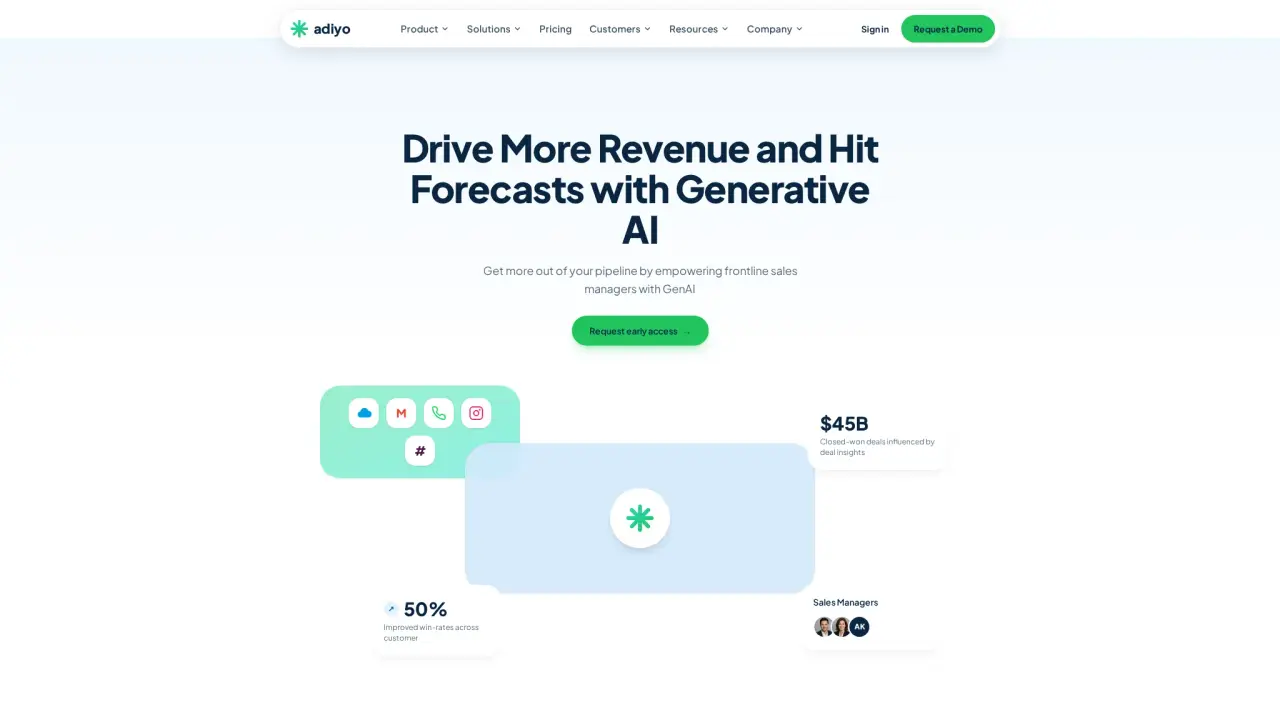 adiyo
Product
Solutions
Pricing
Customers
Resources
Company
Sign in
Request a Demo
Drive More Revenue and Hit
Forecasts with Generative
AI
Get more out of your pipeline by empowering frontline sales
managers with GenAI
Request early access →
M
#
$45B
Closed-won deals influenced by
deal insights
↗ 50%
Improved win-rates across
customer
Sales Managers
AK